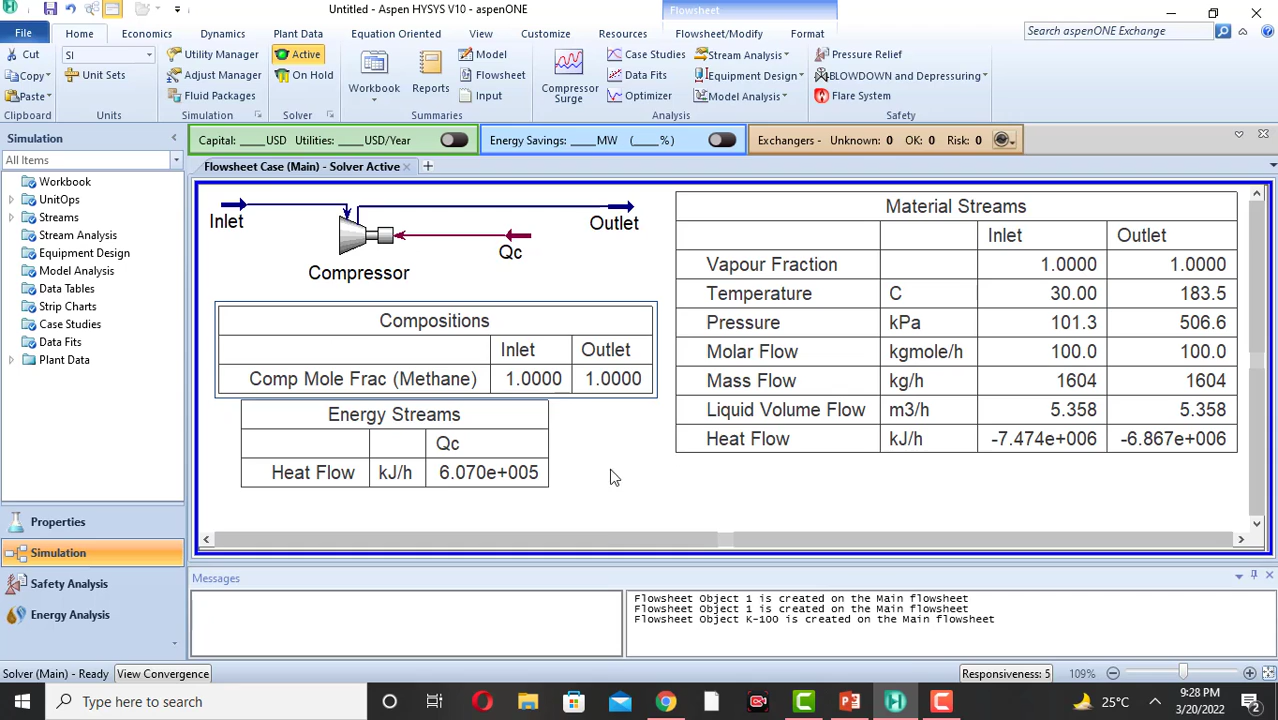 Untitled - Aspen HYSYS V10 - aspenONE
Flowsheet
File Home Economics Dynamics Plant Data Equation Oriented View Customize Resources Flowsheet/Modify Format
Search aspenONE Exchange
Cut
Copy
Paste
Clipboard
SI
Unit Sets
Units
Utility Manager
Adjust Manager
Fluid Packages
Simulation
Active
On Hold
Solver
Workbook
Reports
Model
Flowsheet
Input
Summaries
Compressor
Surge
Case Studies
Data Fits
Optimizer
Stream Analysis
Equipment Design
Model Analysis
Analysis
Pressure Relief
BLOWDOWN and Depressuring
Flare System
Safety
Simulation
Capital: ____USD Utilities: ____USD/Year
Energy Savings: ____MW (____%)
Exchangers - Unknown: 0 OK: 0 Risk: 0
All Items
Flowsheet Case (Main) - Solver Active
Workbook
UnitOps
Streams
Stream Analysis
Equipment Design
Model Analysis
Data Tables
Strip Charts
Case Studies
Data Fits
Plant Data
Properties
Simulation
Safety Analysis
Energy Analysis
Inlet
Outlet
Qc
Compressor
Compositions
Inlet Outlet
Comp Mole Frac (Methane) 1.0000 1.0000
Energy Streams
Qc
Heat Flow kJ/h 6.070e+005
Material Streams
Inlet Outlet
Vapour Fraction 1.0000 1.0000
Temperature C 30.00 183.5
Pressure kPa 101.3 506.6
Molar Flow kgmole/h 100.0 100.0
Mass Flow kg/h 1604 1604
Liquid Volume Flow m3/h 5.358 5.358
Heat Flow kJ/h -7.474e+006 -6.867e+006
Messages
Flowsheet Object 1 is created on the Main flowsheet
Flowsheet Object 1 is created on the Main flowsheet
Flowsheet Object K-100 is created on the Main flowsheet
Solver (Main) - Ready View Convergence
Responsiveness: 5 109%
Type here to search
25°C
9:28 PM
3/20/2022
2